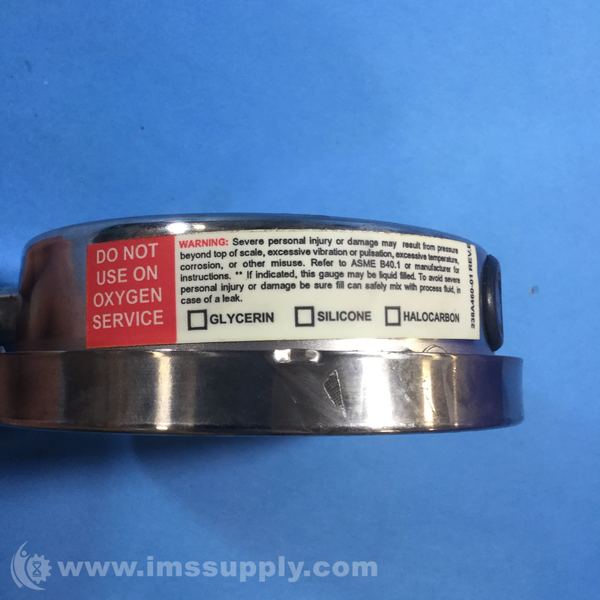 DO NOT
USE ON
OXYGEN
SERVICE
WARNING: Severe personal injury or damage may result from pressure
beyond top of scale, excessive vibration or pulsation, excessive temperature,
corrosion, or other misuse. Refer to ASME B40.1 or manufacturer for
instructions. ** If indicated, this gauge may be liquid filled. To avoid severe
personal injury or damage be sure fill can safely mix with process fluid, in
case of a leak.
GLYCERIN SILICONE HALOCARBON
238A460-01 REV.
www.imssupply.com